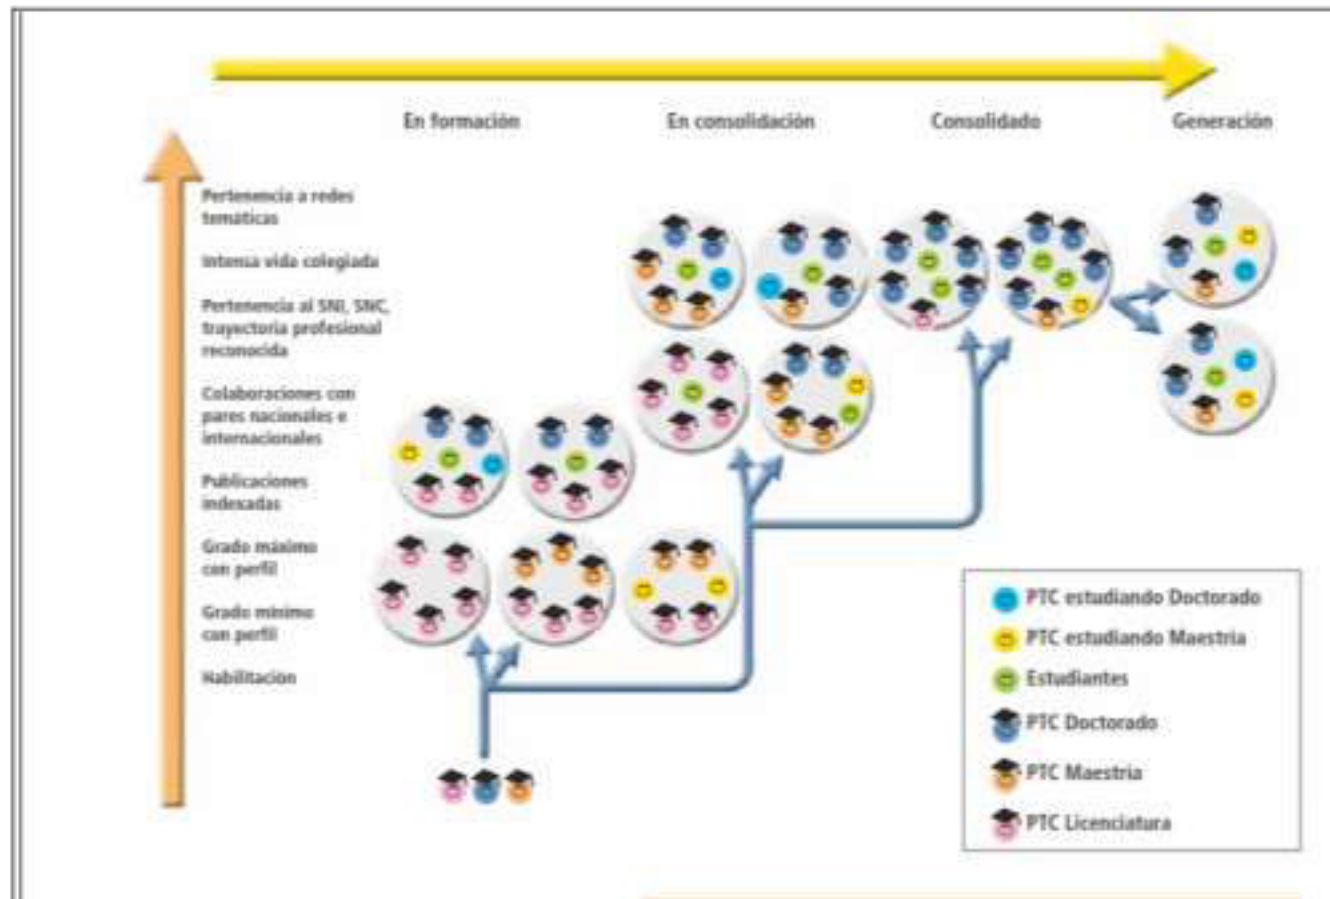 En formación
En consolidación
Consolidado
Generación
Pertenencia a redes
temáticas
Intensa vida colegiada
Pertenencia al SNI, SNC,
trayectoria profesional
reconocida
Colaboraciones con
pares nacionales e
internacionales
Publicaciones
indexadas
Grado máximo
con perfil
Grado mínimo
con perfil
Habilitación
PTC estudiando Doctorado
PTC estudiando Maestria
Estudiantes
PTC Doctorado
PTC Maestria
PTC Licenciatura